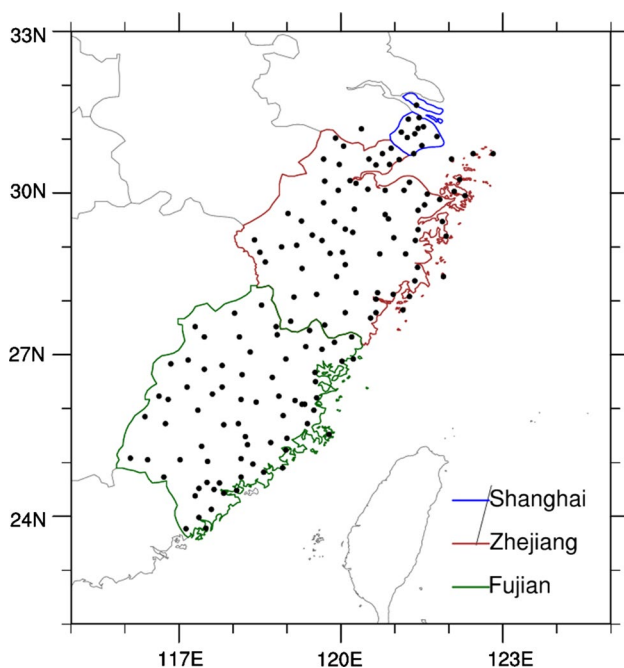 33N
30N
27N
24N
Shanghai
Zhejiang
Fujian
117E 120E 123E